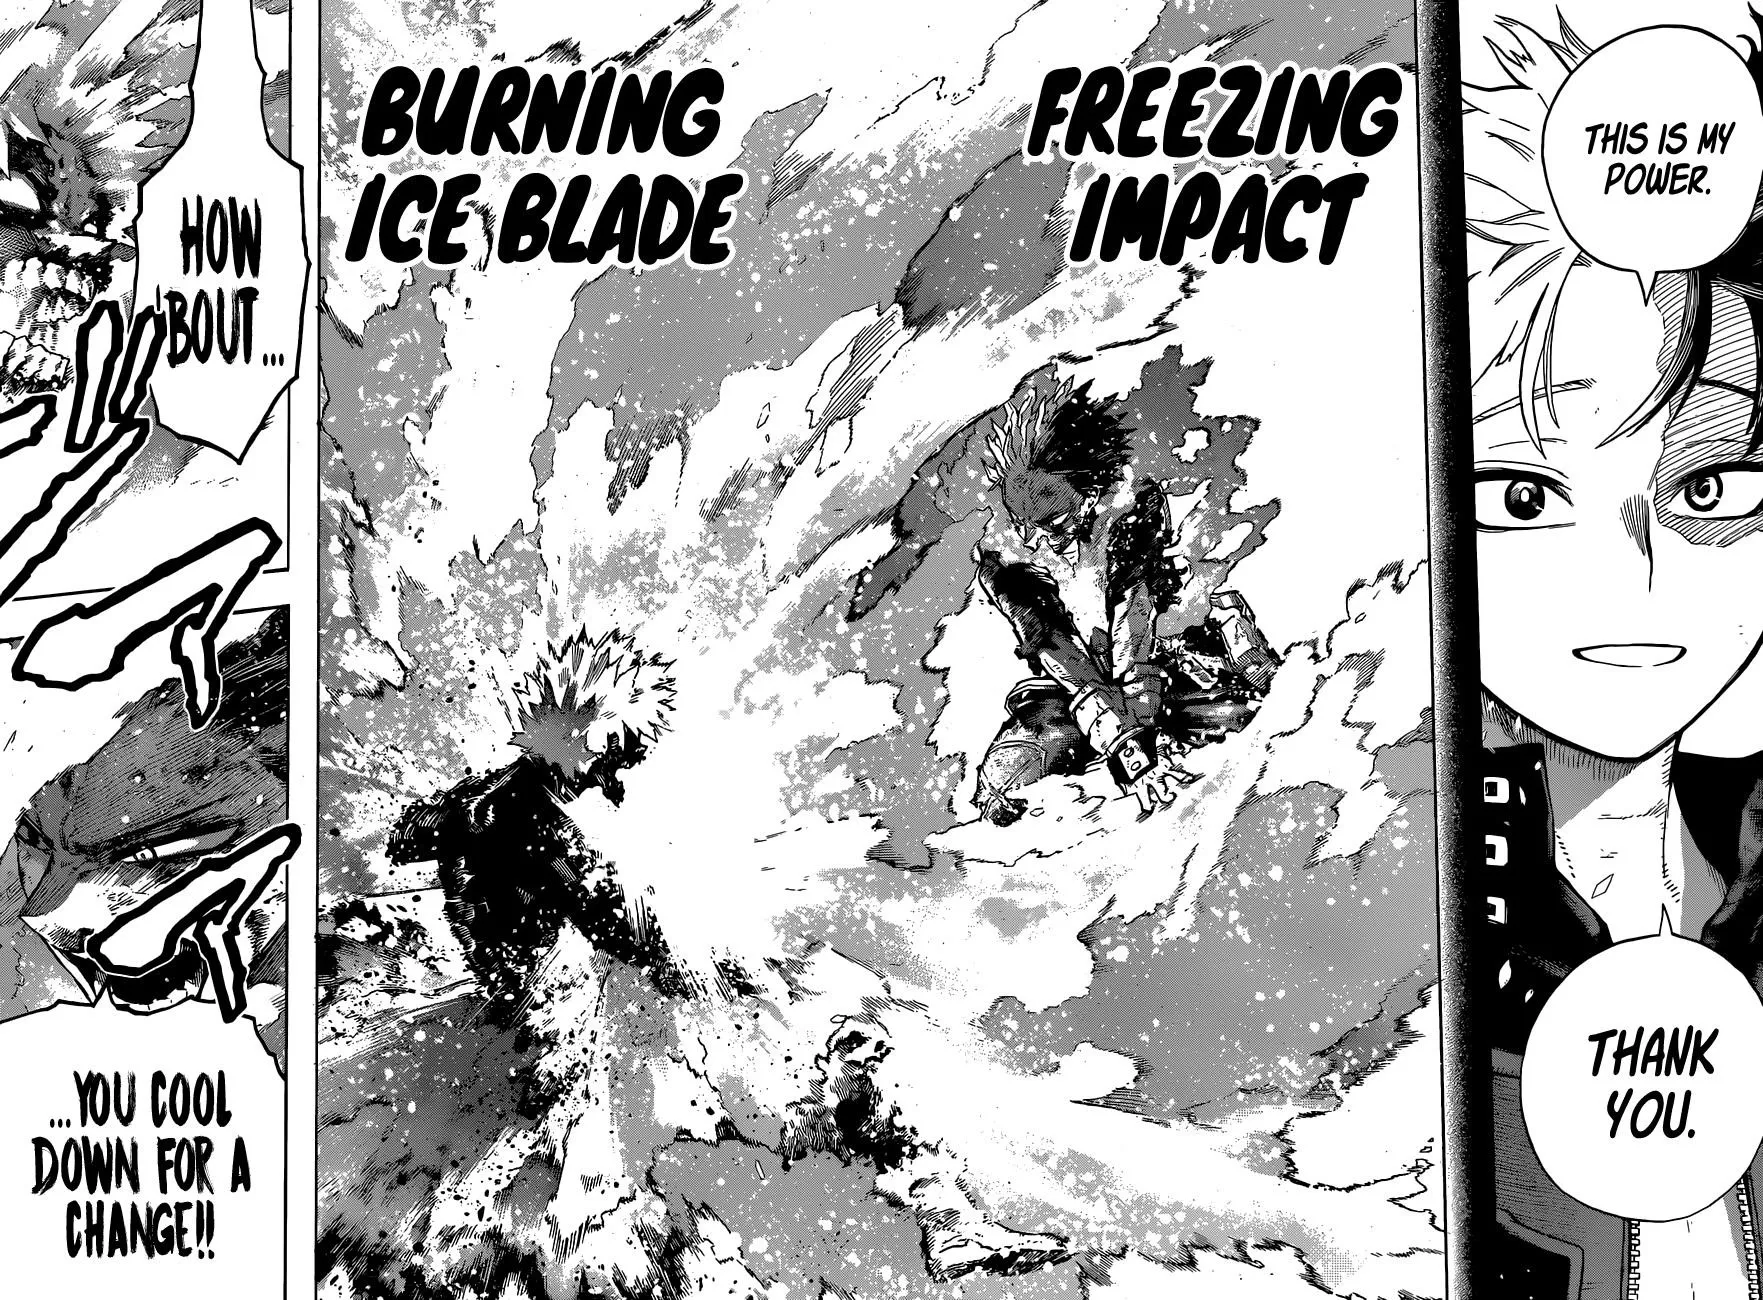 THIS IS MY
POWER.
THANK
YOU.
FREEZING
IMPACT
BURNING
ICE BLADE
HOW
'BOUT...
...YOU COOL
DOWN FOR A
CHANGE!!